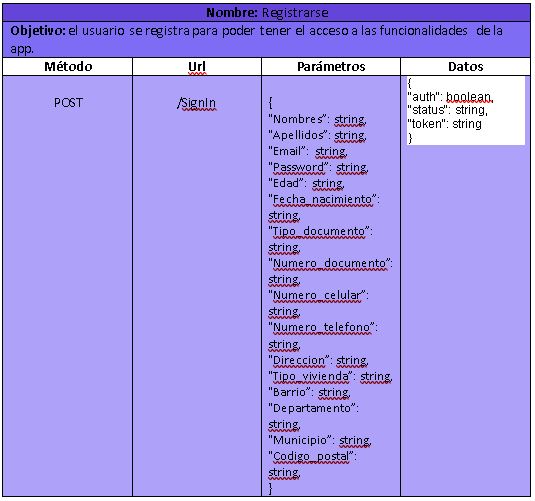 Nombre: Registrarse
Objetivo: el usuario se registra para poder tener el acceso a las funcionalidades de la
app.
Método
Url
Parámetros
Datos
POST
/SignIn
{
"Nombres": string,
"Apellidos": string,
"Email": string,
"Password": string,
"Edad": string,
"Fecha_nacimiento":
string,
"Tipo_documento":
string,
"Numero_documento":
string,
"Numero_celular":
string,
"Numero_telefono":
string,
"Direccion": string,
"Tipo_vivienda": string,
"Barrio": string,
"Departamento":
string,
"Municipio": string,
"Codigo_postal":
string,
}
{
"auth": boolean,
"status": string,
"token": string
}